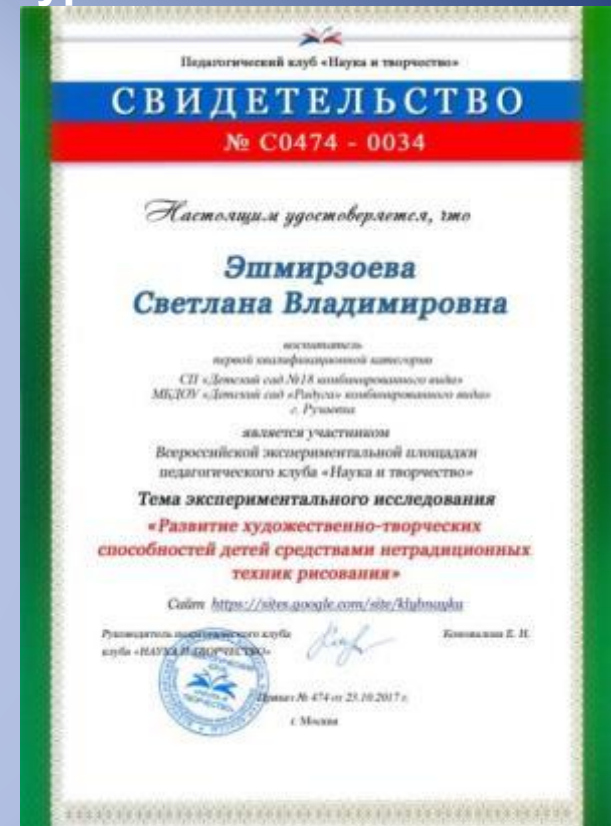 Педагогический клуб «Наука и творчество»
СВИДЕТЕЛЬСТВО
№ С0474 - 0034
Настоящим удостоверяется, что
Эшмирзоева
Светлана Владимировна
воспитатель
первой квалификационной категории
СП «Детский сад №18 комбинированного вида»
МБДОУ «Детский сад «Радуга» комбинированного вида»
г. Рузаевка
является участником
Всероссийской экспериментальной площадки
педагогического клуба «Наука и творчество»
Тема экспериментального исследования
«Развитие художественно-творческих
способностей детей средствами нетрадиционных
техник рисования»
Сайт https://sites.google.com/site/klybnauka
Руководитель педагогического клуба Коновалова Е. И.
клуба «НАУКА И ТВОРЧЕСТВО»
Приказ № 474 от 23.10.2017 г.
г. Москва